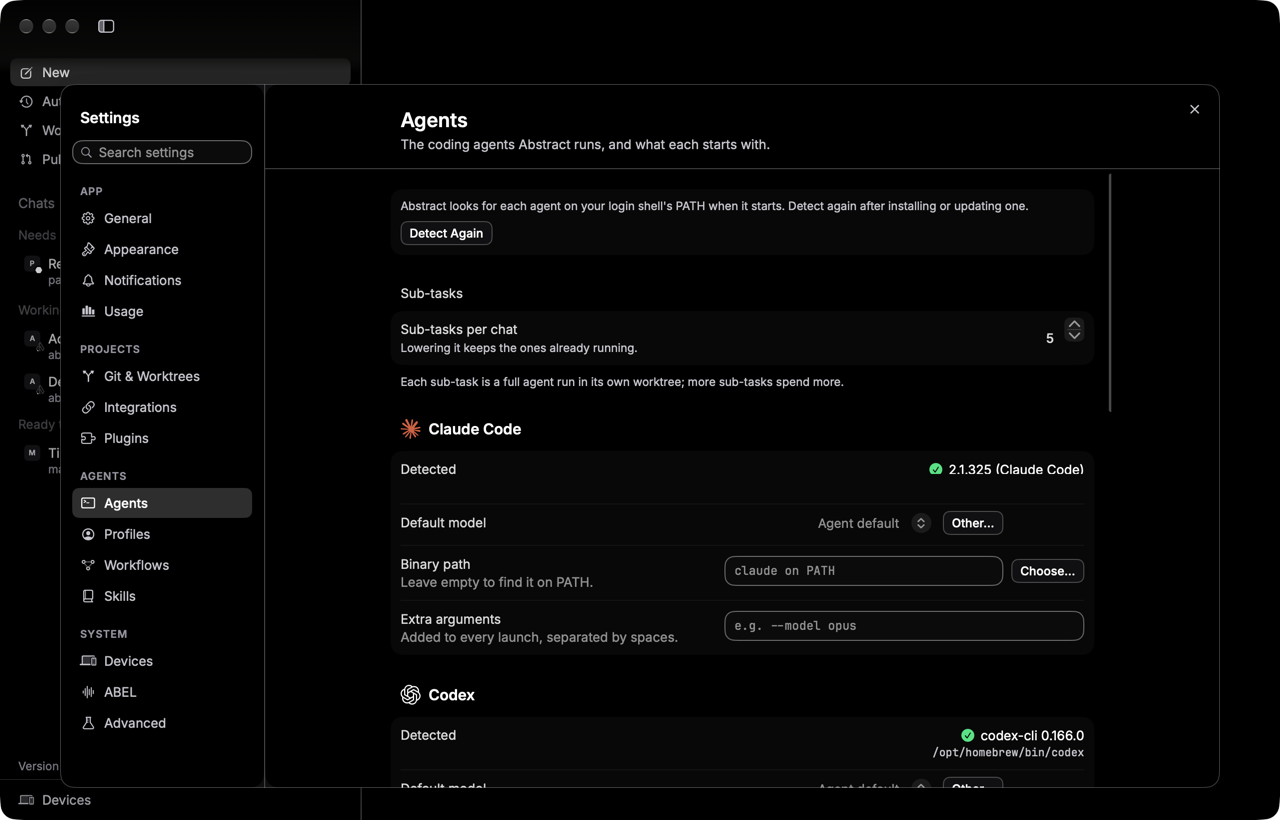 New
Settings
Search settings
APP
General
Appearance
Notifications
Usage
PROJECTS
Git & Worktrees
Integrations
Plugins
AGENTS
Agents
Profiles
Workflows
Skills
SYSTEM
Devices
ABEL
Advanced
Chats
Needs
P
A
A
M
Version
Devices
Agents
The coding agents Abstract runs, and what each starts with.
Abstract looks for each agent on your login shell's PATH when it starts. Detect again after installing or updating one.
Detect Again
Sub-tasks
Sub-tasks per chat
5
Lowering it keeps the ones already running.
Each sub-task is a full agent run in its own worktree; more sub-tasks spend more.
Claude Code
Detected
2.1.325 (Claude Code)
Default model
Agent default
Other...
Binary path
Leave empty to find it on PATH.
claude on PATH
Choose...
Extra arguments
Added to every launch, separated by spaces.
e.g. --model opus
Codex
Detected
codex-cli 0.166.0
/opt/homebrew/bin/codex
Default model
Agent default
Other...